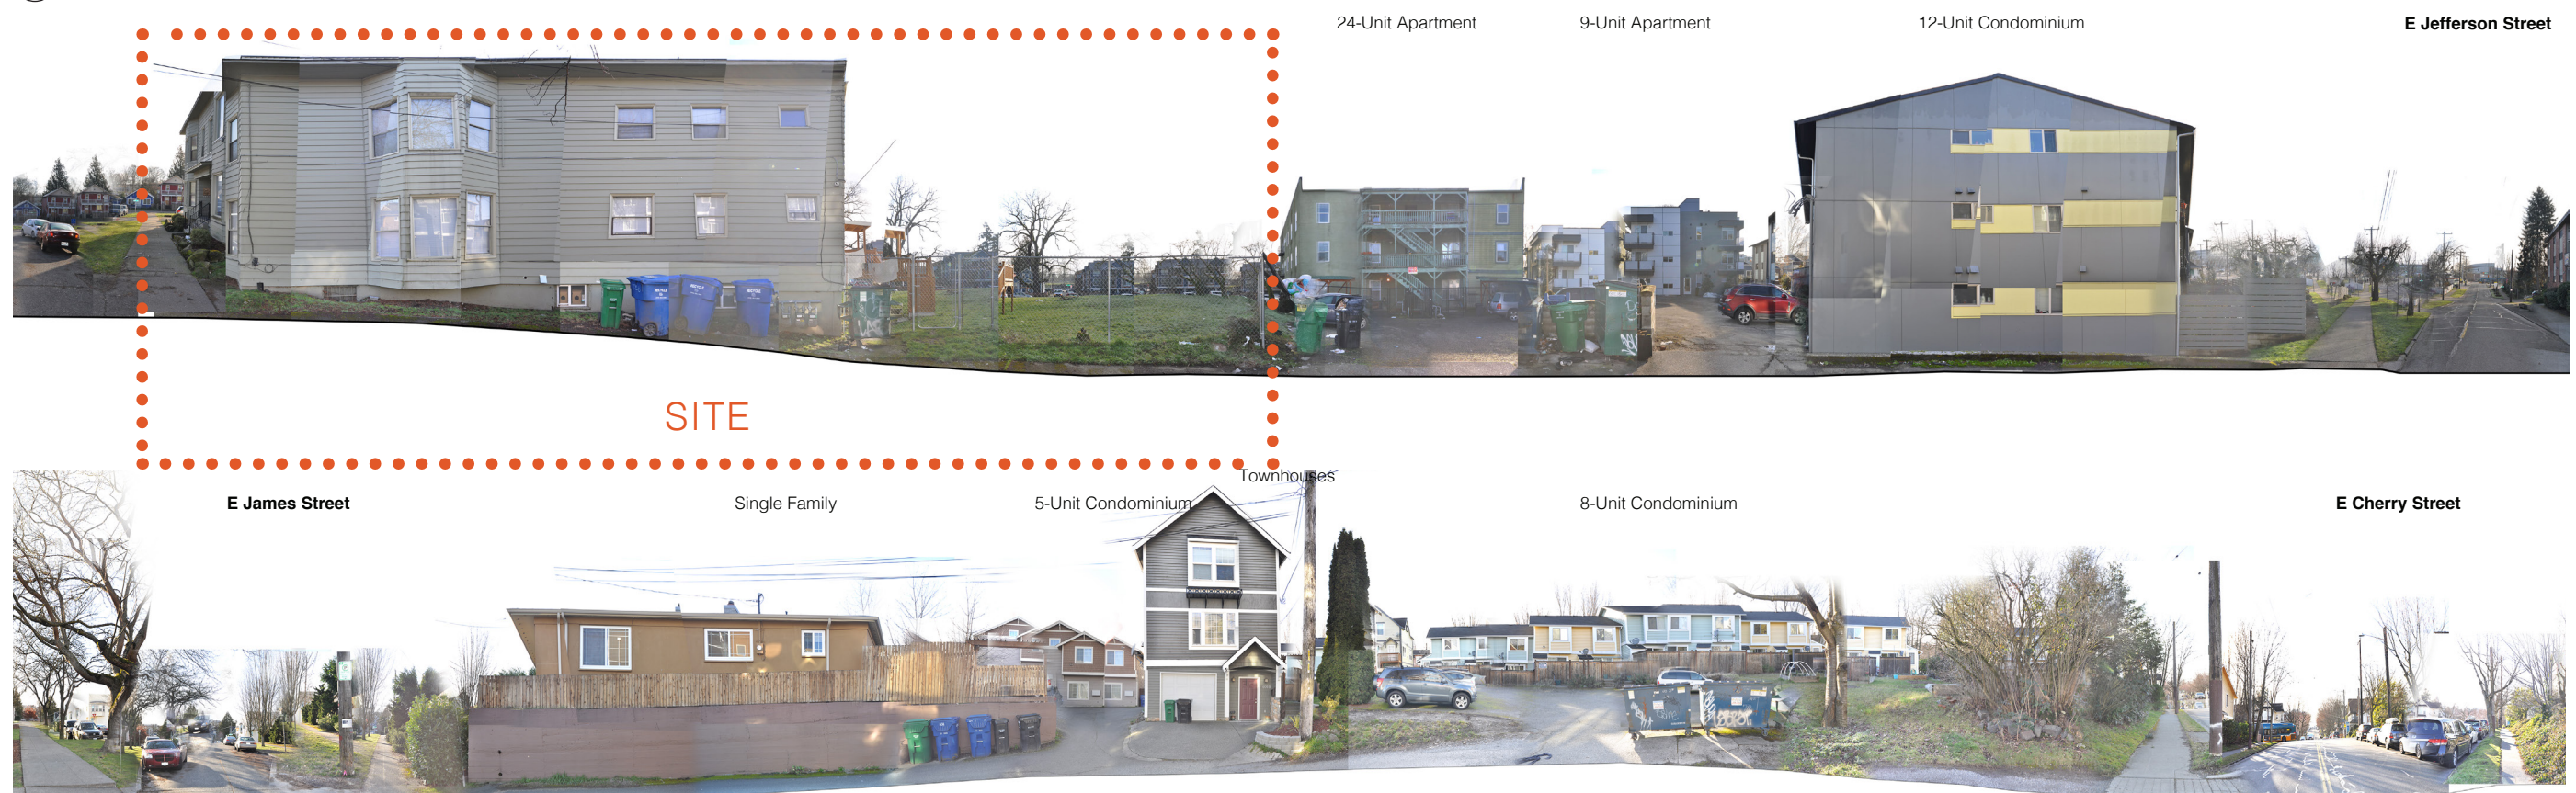 24-Unit Apartment
9-Unit Apartment
12-Unit Condominium
E Jefferson Street
SITE
Townhouses
E James Street
Single Family
5-Unit Condominium
8-Unit Condominium
E Cherry Street